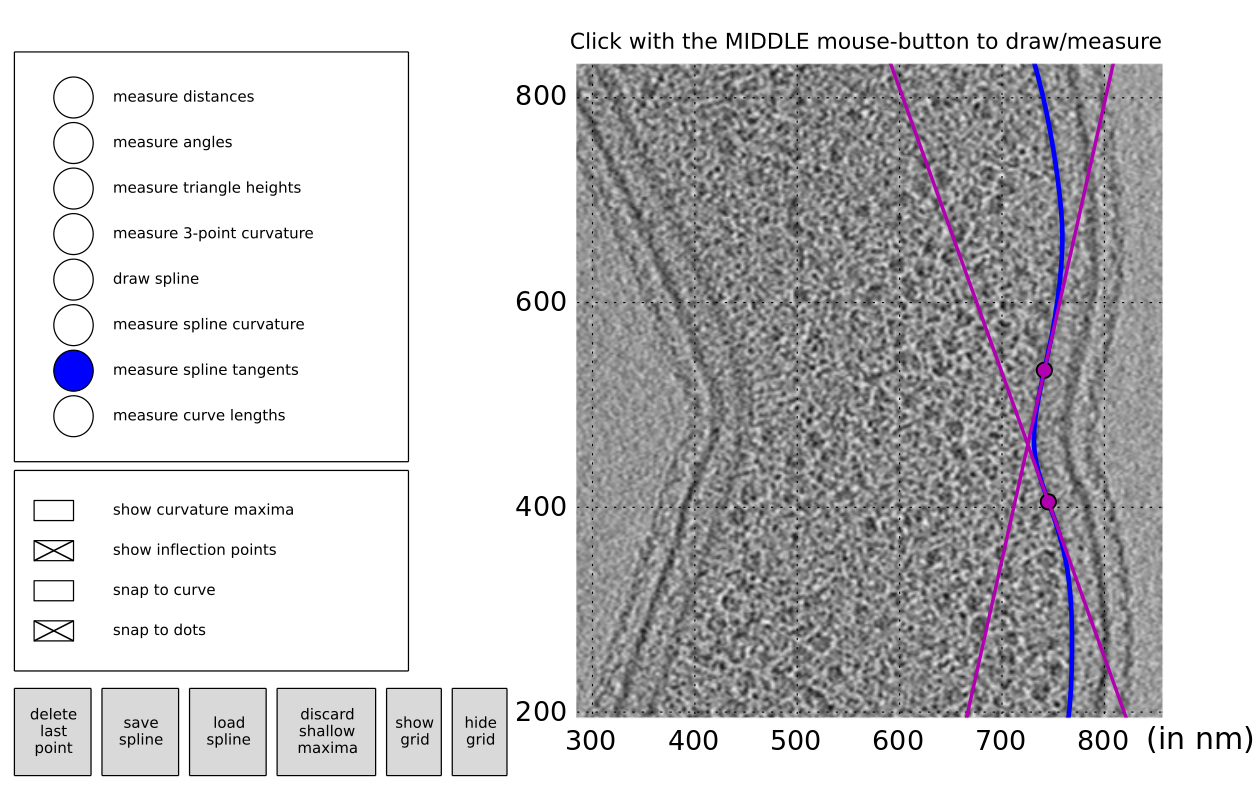 Click with the MIDDLE mouse-button to draw/measure
measure distances
measure angles
measure triangle heights
measure 3-point curvature
draw spline
measure spline curvature
measure spline tangents
measure curve lengths
show curvature maxima
show inflection points
snap to curve
snap to dots
delete
last
point
save
spline
load
spline
discard
shallow
maxima
show
grid
hide
grid
800
600
400
200
300 400 500 600 700 800 (in nm)